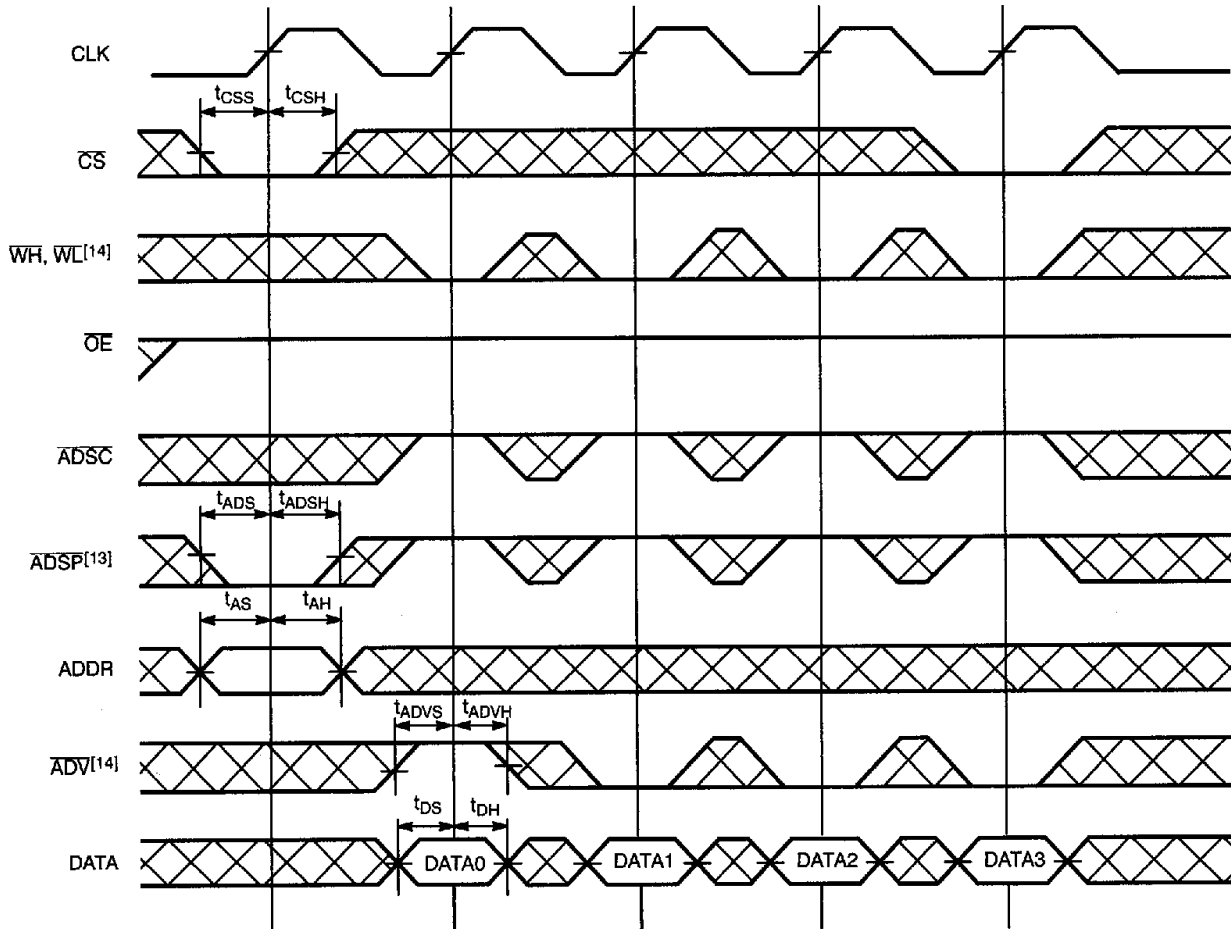 CLK
tCSS tCSH
CS
WH, WL[14]
OE
ADSC
tADS tADSH
ADSP[13]
tAS tAH
ADDR
tADVS tADVH
ADV[14]
tDS tDH
DATA DATA0 DATA1 DATA2 DATA3